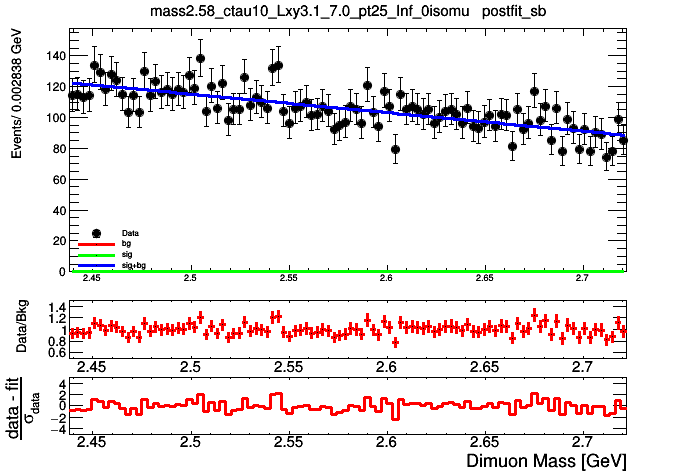 mass2.58_ctau10_Lxy3.1_7.0_pt25_Inf_0isomu postfit_sb
Events/ 0.002838 GeV
140
120
100
80
60
40
20
0
Data
bg
sig
sig+bg
2.45 2.5 2.55 2.6 2.65 2.7
Data/Bkg
1.4
1.2
1
0.8
0.6
2.45 2.5 2.55 2.6 2.65 2.7
data - fit
σdata
4
2
0
−2
−4
2.45 2.5 2.55 2.6 2.65 2.7
Dimuon Mass [GeV]